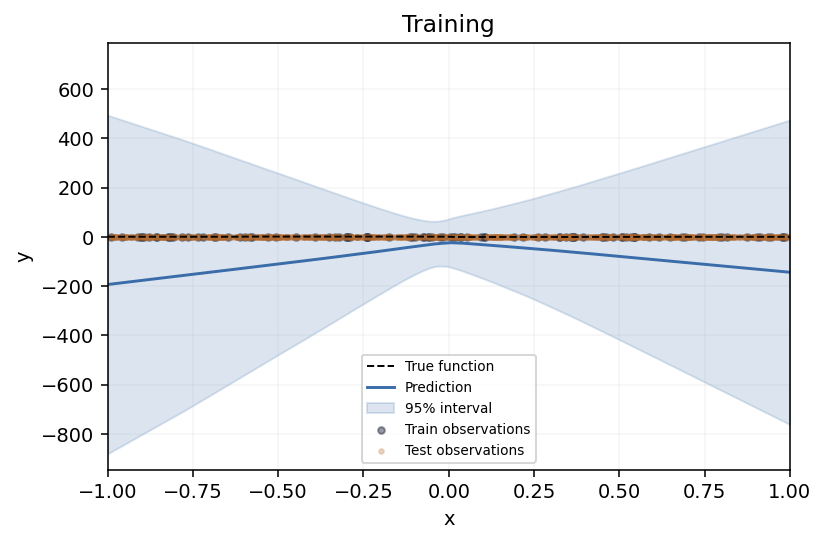 Training
600
400
200
0
−200
−400
−600
−800
y
True function
Prediction
95% interval
Train observations
Test observations
−1.00 −0.75 −0.50 −0.25 0.00 0.25 0.50 0.75 1.00
x